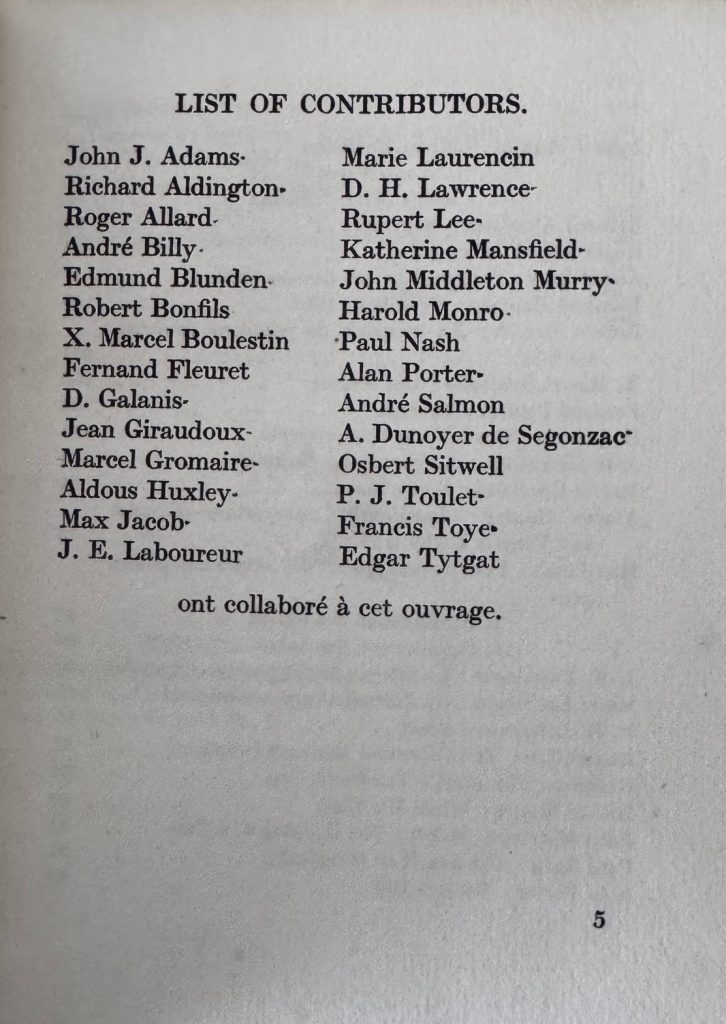 LIST OF CONTRIBUTORS.
John J. Adams
Richard Aldington
Roger Allard
André Billy
Edmund Blunden
Robert Bonfils
X. Marcel Boulestin
Fernand Fleuret
D. Galanis
Jean Giraudoux
Marcel Gromaire
Aldous Huxley
Max Jacob
J. E. Laboureur
Marie Laurencin
D. H. Lawrence
Rupert Lee
Katherine Mansfield
John Middleton Murry
Harold Monro
Paul Nash
Alan Porter
André Salmon
A. Dunoyer de Segonzac
Osbert Sitwell
P. J. Toulet
Francis Toye
Edgar Tytgat
ont collaboré à cet ouvrage.
5